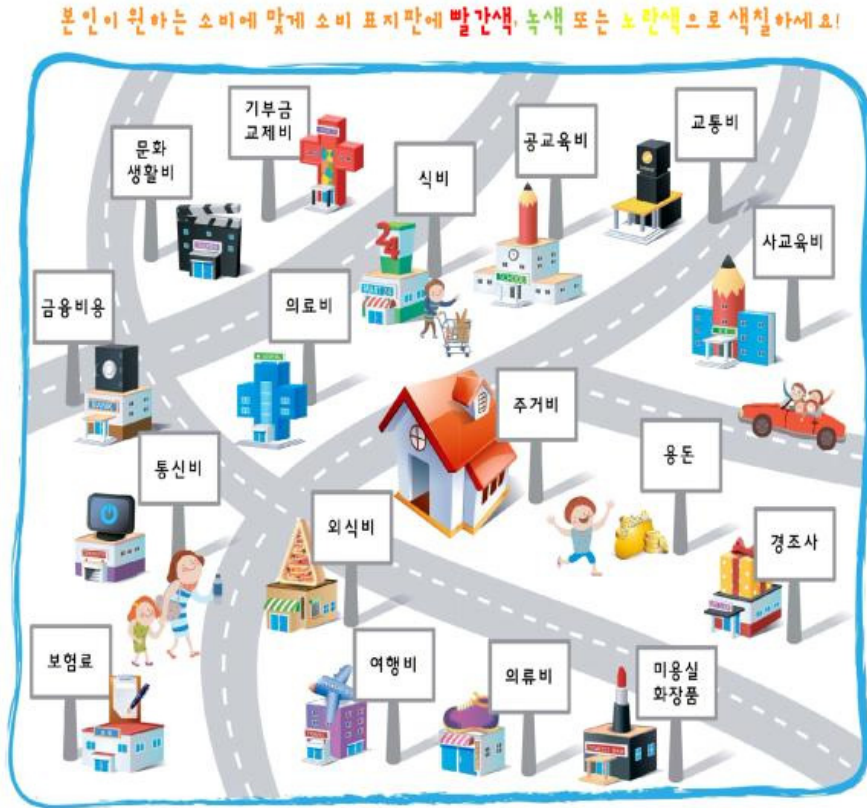 본인이 원하는 소비에 맞게 소비 표지판에 빨간색, 녹색 또는 노란색으로 색칠하세요!
기부금
교제비
문화
생활비
식비
공교육비
교통비
사교육비
금융비용
의료비
24
SCHOOL
BANK
주거비
통신비
용돈
외식비
경조사
보험료
여행비
의류비
미용실
화장품